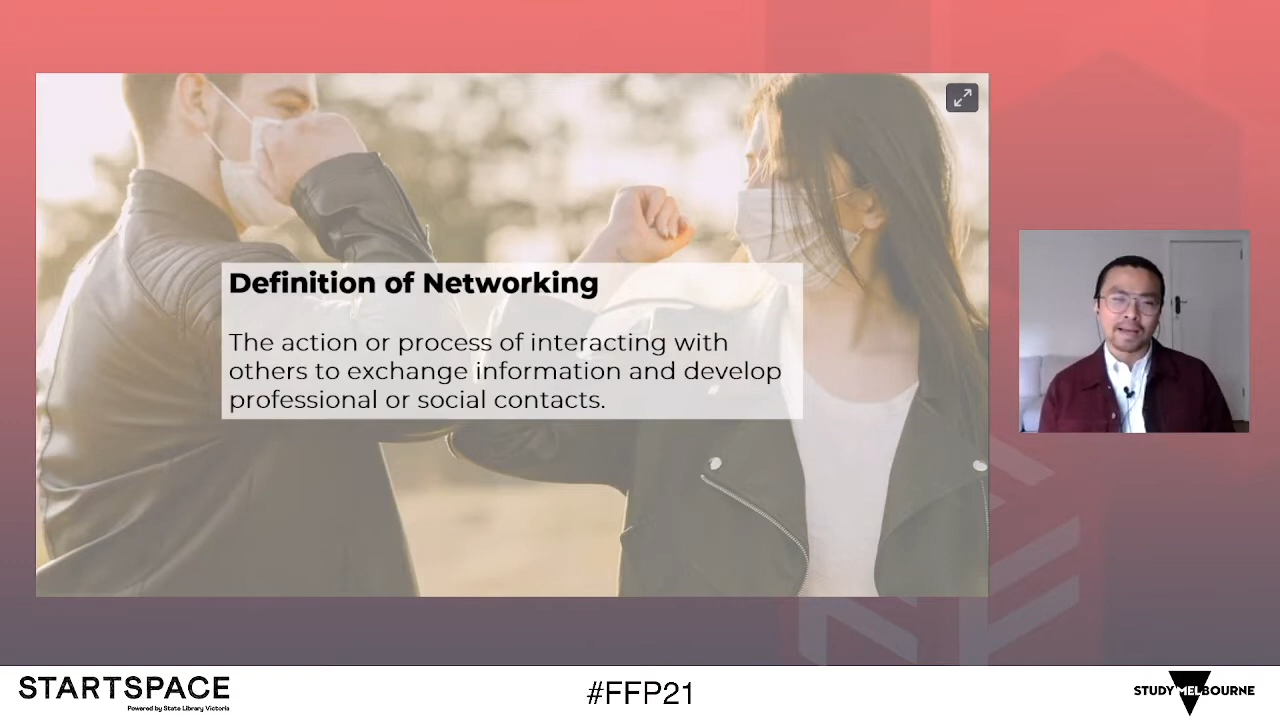 Definition of Networking
The action or process of interacting with
others to exchange information and develop
professional or social contacts.
STARTSPACE
Powered by State Library Victoria
#FFP21
STUDY MELBOURNE